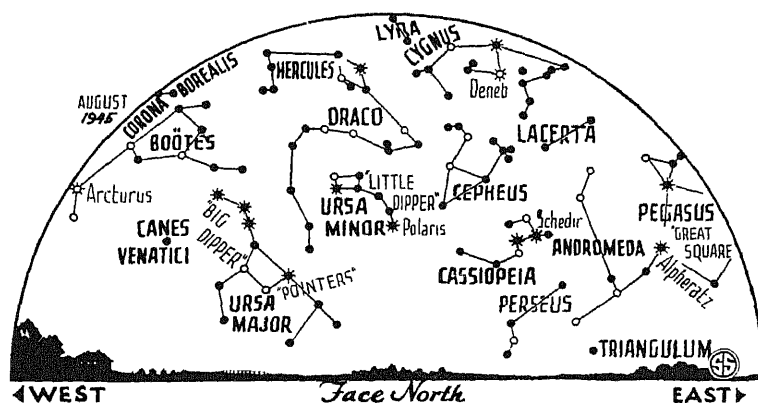 LYRA
CYGNUS
HERCULES
Deneb
CORONA BOREALIS
AUGUST
1945
DRACO
LACERTA
BOÖTES
Arcturus
"LITTLE
DIPPER"
URSA
MINOR
Polaris
CEPHEUS
PEGASUS
"GREAT
SQUARE
"BIG
DIPPER"
CANES
VENATICI
Schedir
ANDROMEDA
Alpheratz
CASSIOPEIA
"POINTERS"
URSA
MAJOR
PERSEUS
TRIANGULUM
SS
WEST
Face North
EAST